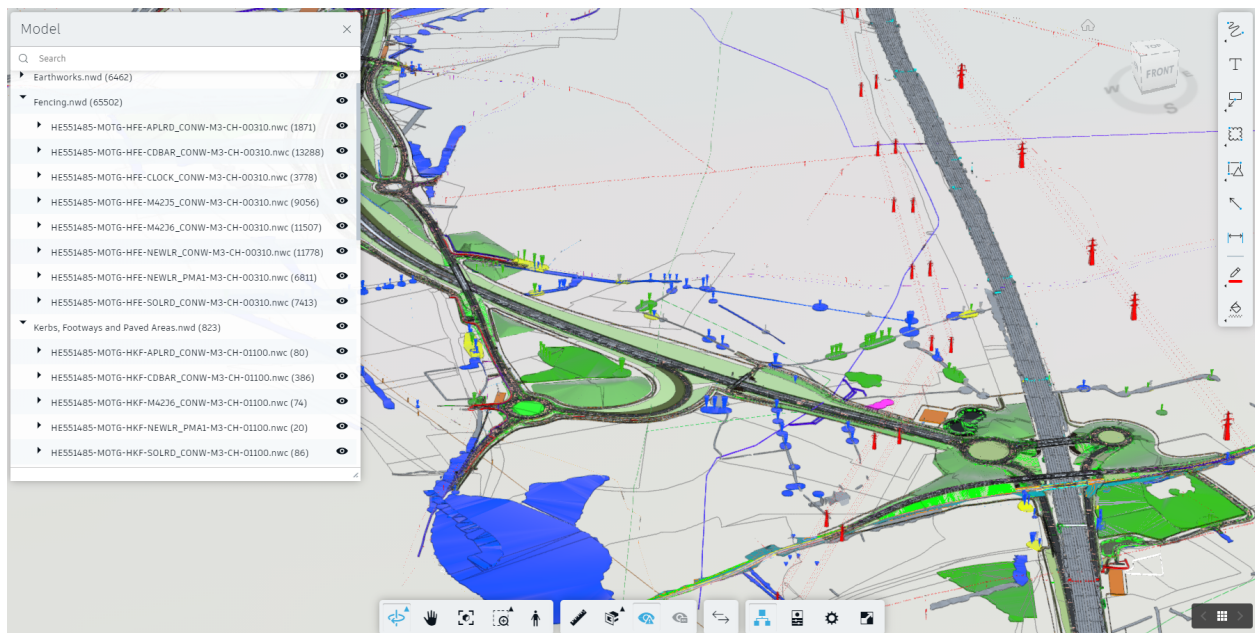 Model
Search
Earthworks.nwd (6462)
Fencing.nwd (65502)
HE551485-MOTG-HFE-APLRD_CONW-M3-CH-00310.nwc (1871)
HE551485-MOTG-HFE-CDBAR_CONW-M3-CH-00310.nwc (13288)
HE551485-MOTG-HFE-CLOCK_CONW-M3-CH-00310.nwc (3778)
HE551485-MOTG-HFE-M42J5_CONW-M3-CH-00310.nwc (9056)
HE551485-MOTG-HFE-M42J6_CONW-M3-CH-00310.nwc (11507)
HE551485-MOTG-HFE-NEWLR_CONW-M3-CH-00310.nwc (11778)
HE551485-MOTG-HFE-NEWLR_PMA1-M3-CH-00310.nwc (6811)
HE551485-MOTG-HFE-SOLRD_CONW-M3-CH-00310.nwc (7413)
Kerbs, Footways and Paved Areas.nwd (823)
HE551485-MOTG-HKF-APLRD_CONW-M3-CH-01100.nwc (80)
HE551485-MOTG-HKF-CDBAR_CONW-M3-CH-01100.nwc (386)
HE551485-MOTG-HKF-M42J6_CONW-M3-CH-01100.nwc (74)
HE551485-MOTG-HKF-NEWLR_PMA1-M3-CH-01100.nwc (20)
HE551485-MOTG-HKF-SOLRD_CONW-M3-CH-01100.nwc (86)
TOP
FRONT
W
S
T